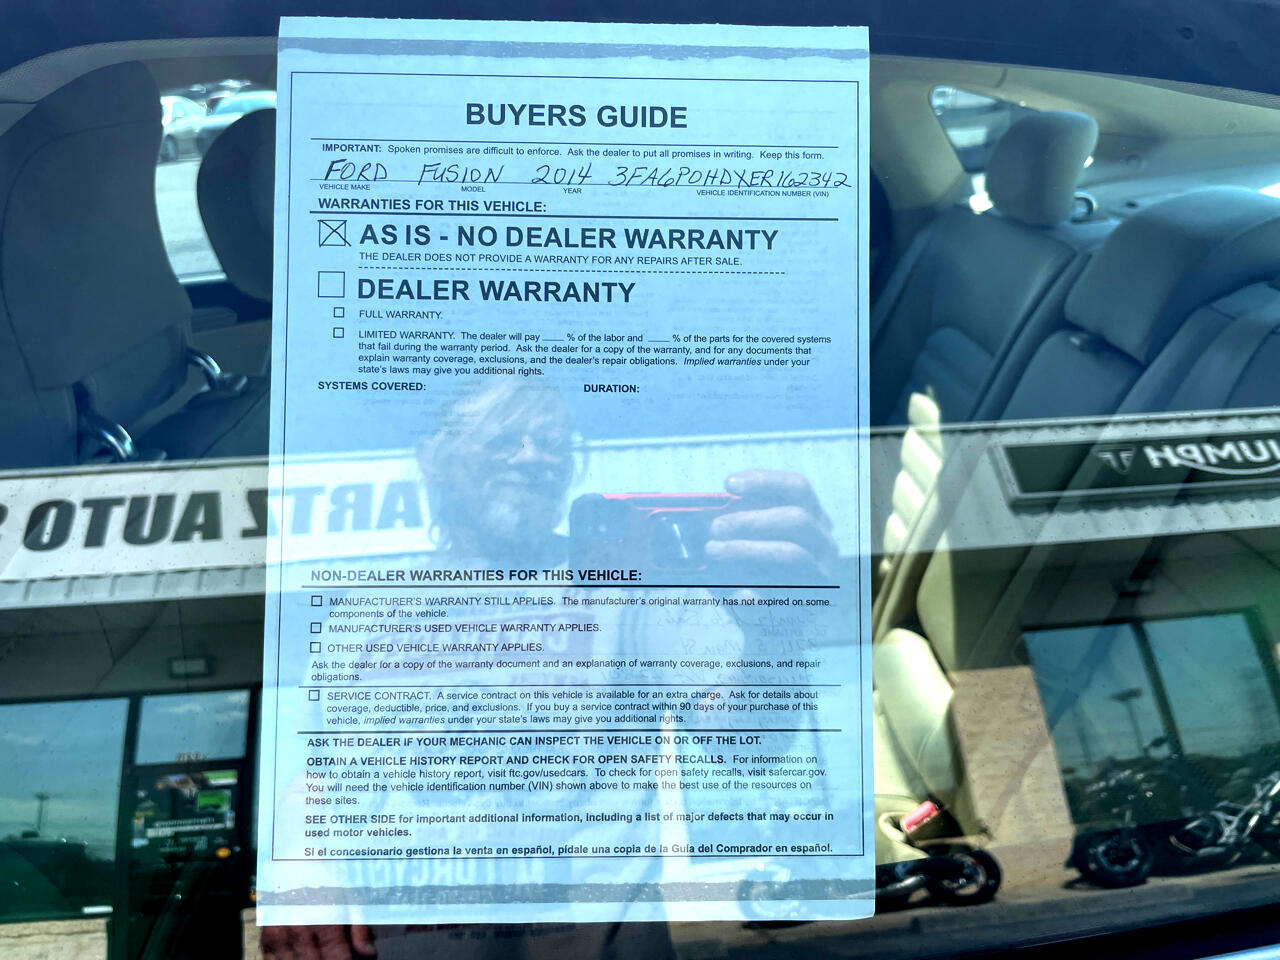 BUYERS GUIDE
IMPORTANT: Spoken promises are difficult to enforce. Ask the dealer to put all promises in writing. Keep this form.
FORD FUSION 2014 3FA6P0HDXER162342
VEHICLE MAKE MODEL YEAR VEHICLE IDENTIFICATION NUMBER (VIN)
WARRANTIES FOR THIS VEHICLE:
AS IS - NO DEALER WARRANTY
THE DEALER DOES NOT PROVIDE A WARRANTY FOR ANY REPAIRS AFTER SALE.
DEALER WARRANTY
FULL WARRANTY.
LIMITED WARRANTY. The dealer will pay ____ % of the labor and ____ % of the parts for the covered systems
that fail during the warranty period. Ask the dealer for a copy of the warranty, and for any documents that
explain warranty coverage, exclusions, and the dealer's repair obligations. Implied warranties under your
state's laws may give you additional rights.
SYSTEMS COVERED: DURATION:
ARTZ AUTO
TRIUMPH
NON-DEALER WARRANTIES FOR THIS VEHICLE:
MANUFACTURER'S WARRANTY STILL APPLIES. The manufacturer's original warranty has not expired on some
components of the vehicle.
MANUFACTURER'S USED VEHICLE WARRANTY APPLIES.
OTHER USED VEHICLE WARRANTY APPLIES.
Ask the dealer for a copy of the warranty document and an explanation of warranty coverage, exclusions, and repair
obligations.
SERVICE CONTRACT. A service contract on this vehicle is available for an extra charge. Ask for details about
coverage, deductible, price, and exclusions. If you buy a service contract within 90 days of your purchase of this
vehicle, implied warranties under your state's laws may give you additional rights.
ASK THE DEALER IF YOUR MECHANIC CAN INSPECT THE VEHICLE ON OR OFF THE LOT.
OBTAIN A VEHICLE HISTORY REPORT AND CHECK FOR OPEN SAFETY RECALLS. For information on
how to obtain a vehicle history report, visit ftc.gov/usedcars. To check for open safety recalls, visit safercar.gov.
You will need the vehicle identification number (VIN) shown above to make the best use of the resources on
these sites.
SEE OTHER SIDE for important additional information, including a list of major defects that may occur in
used motor vehicles.
Si el concesionario gestiona la venta en español, pídale una copia de la Guía del Comprador en español.